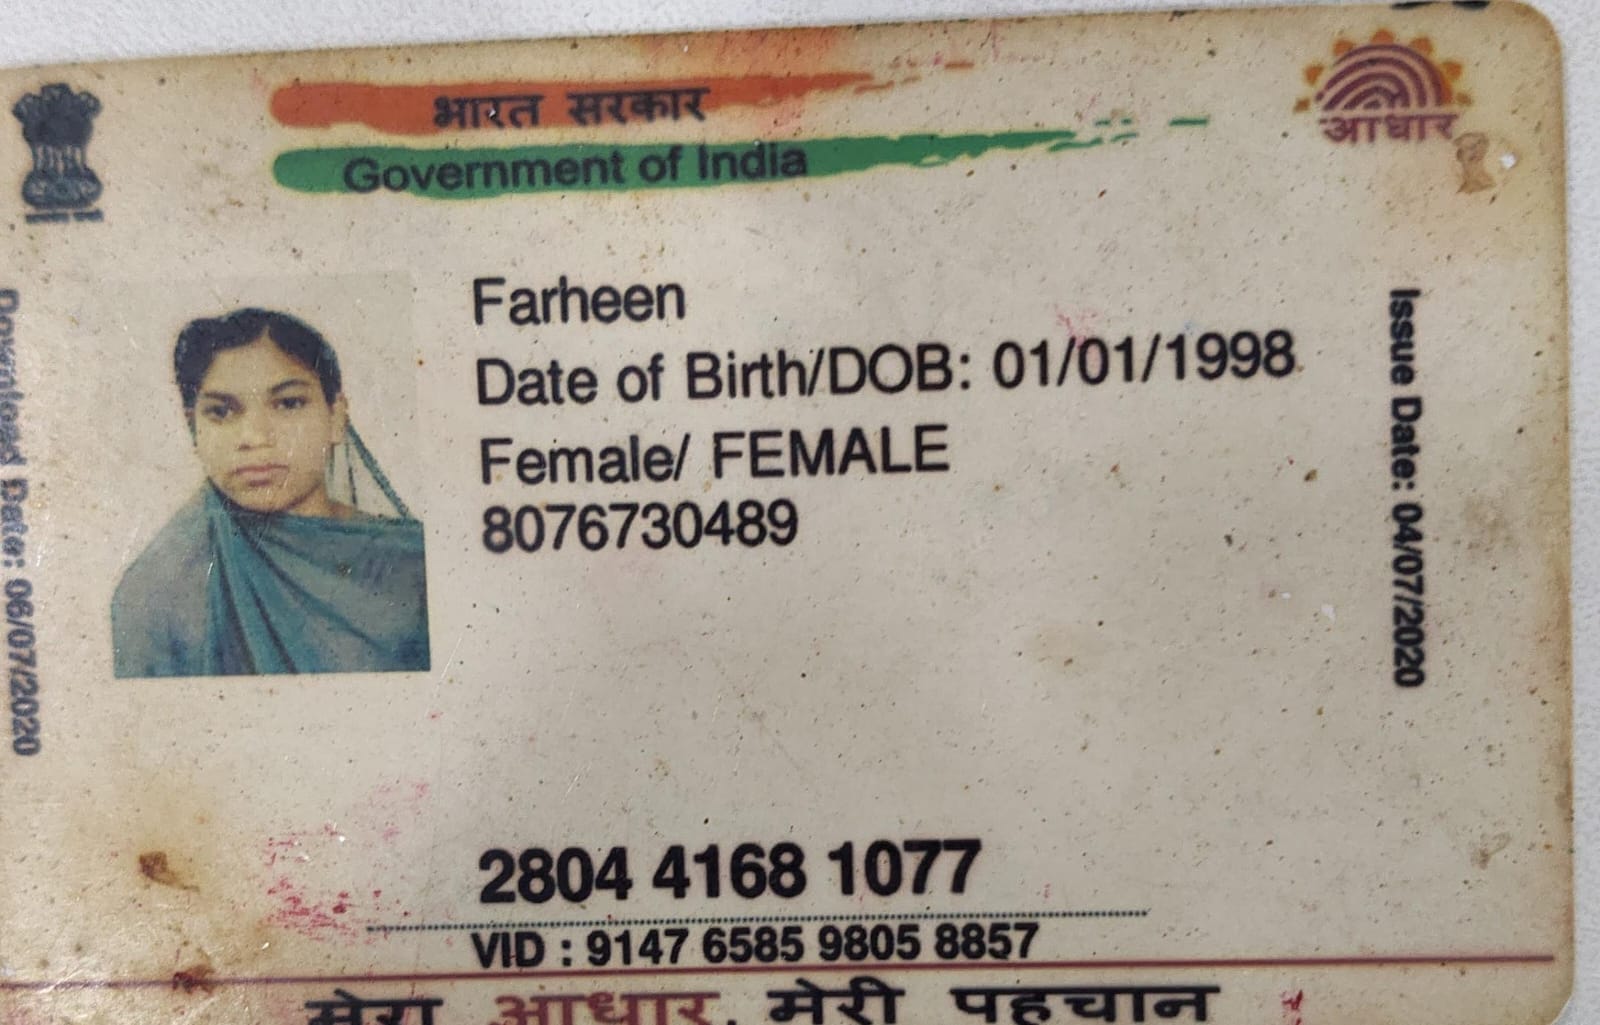 भारत सरकार
Government of India
आधार
Farheen
Date of Birth/DOB: 01/01/1998
Female/ FEMALE
8076730489
Issue Date: 04/07/2020
Download Date: 06/07/2020
2804 4168 1077
VID : 9147 6585 9805 8857
मेरा आधार, मेरी पहचान